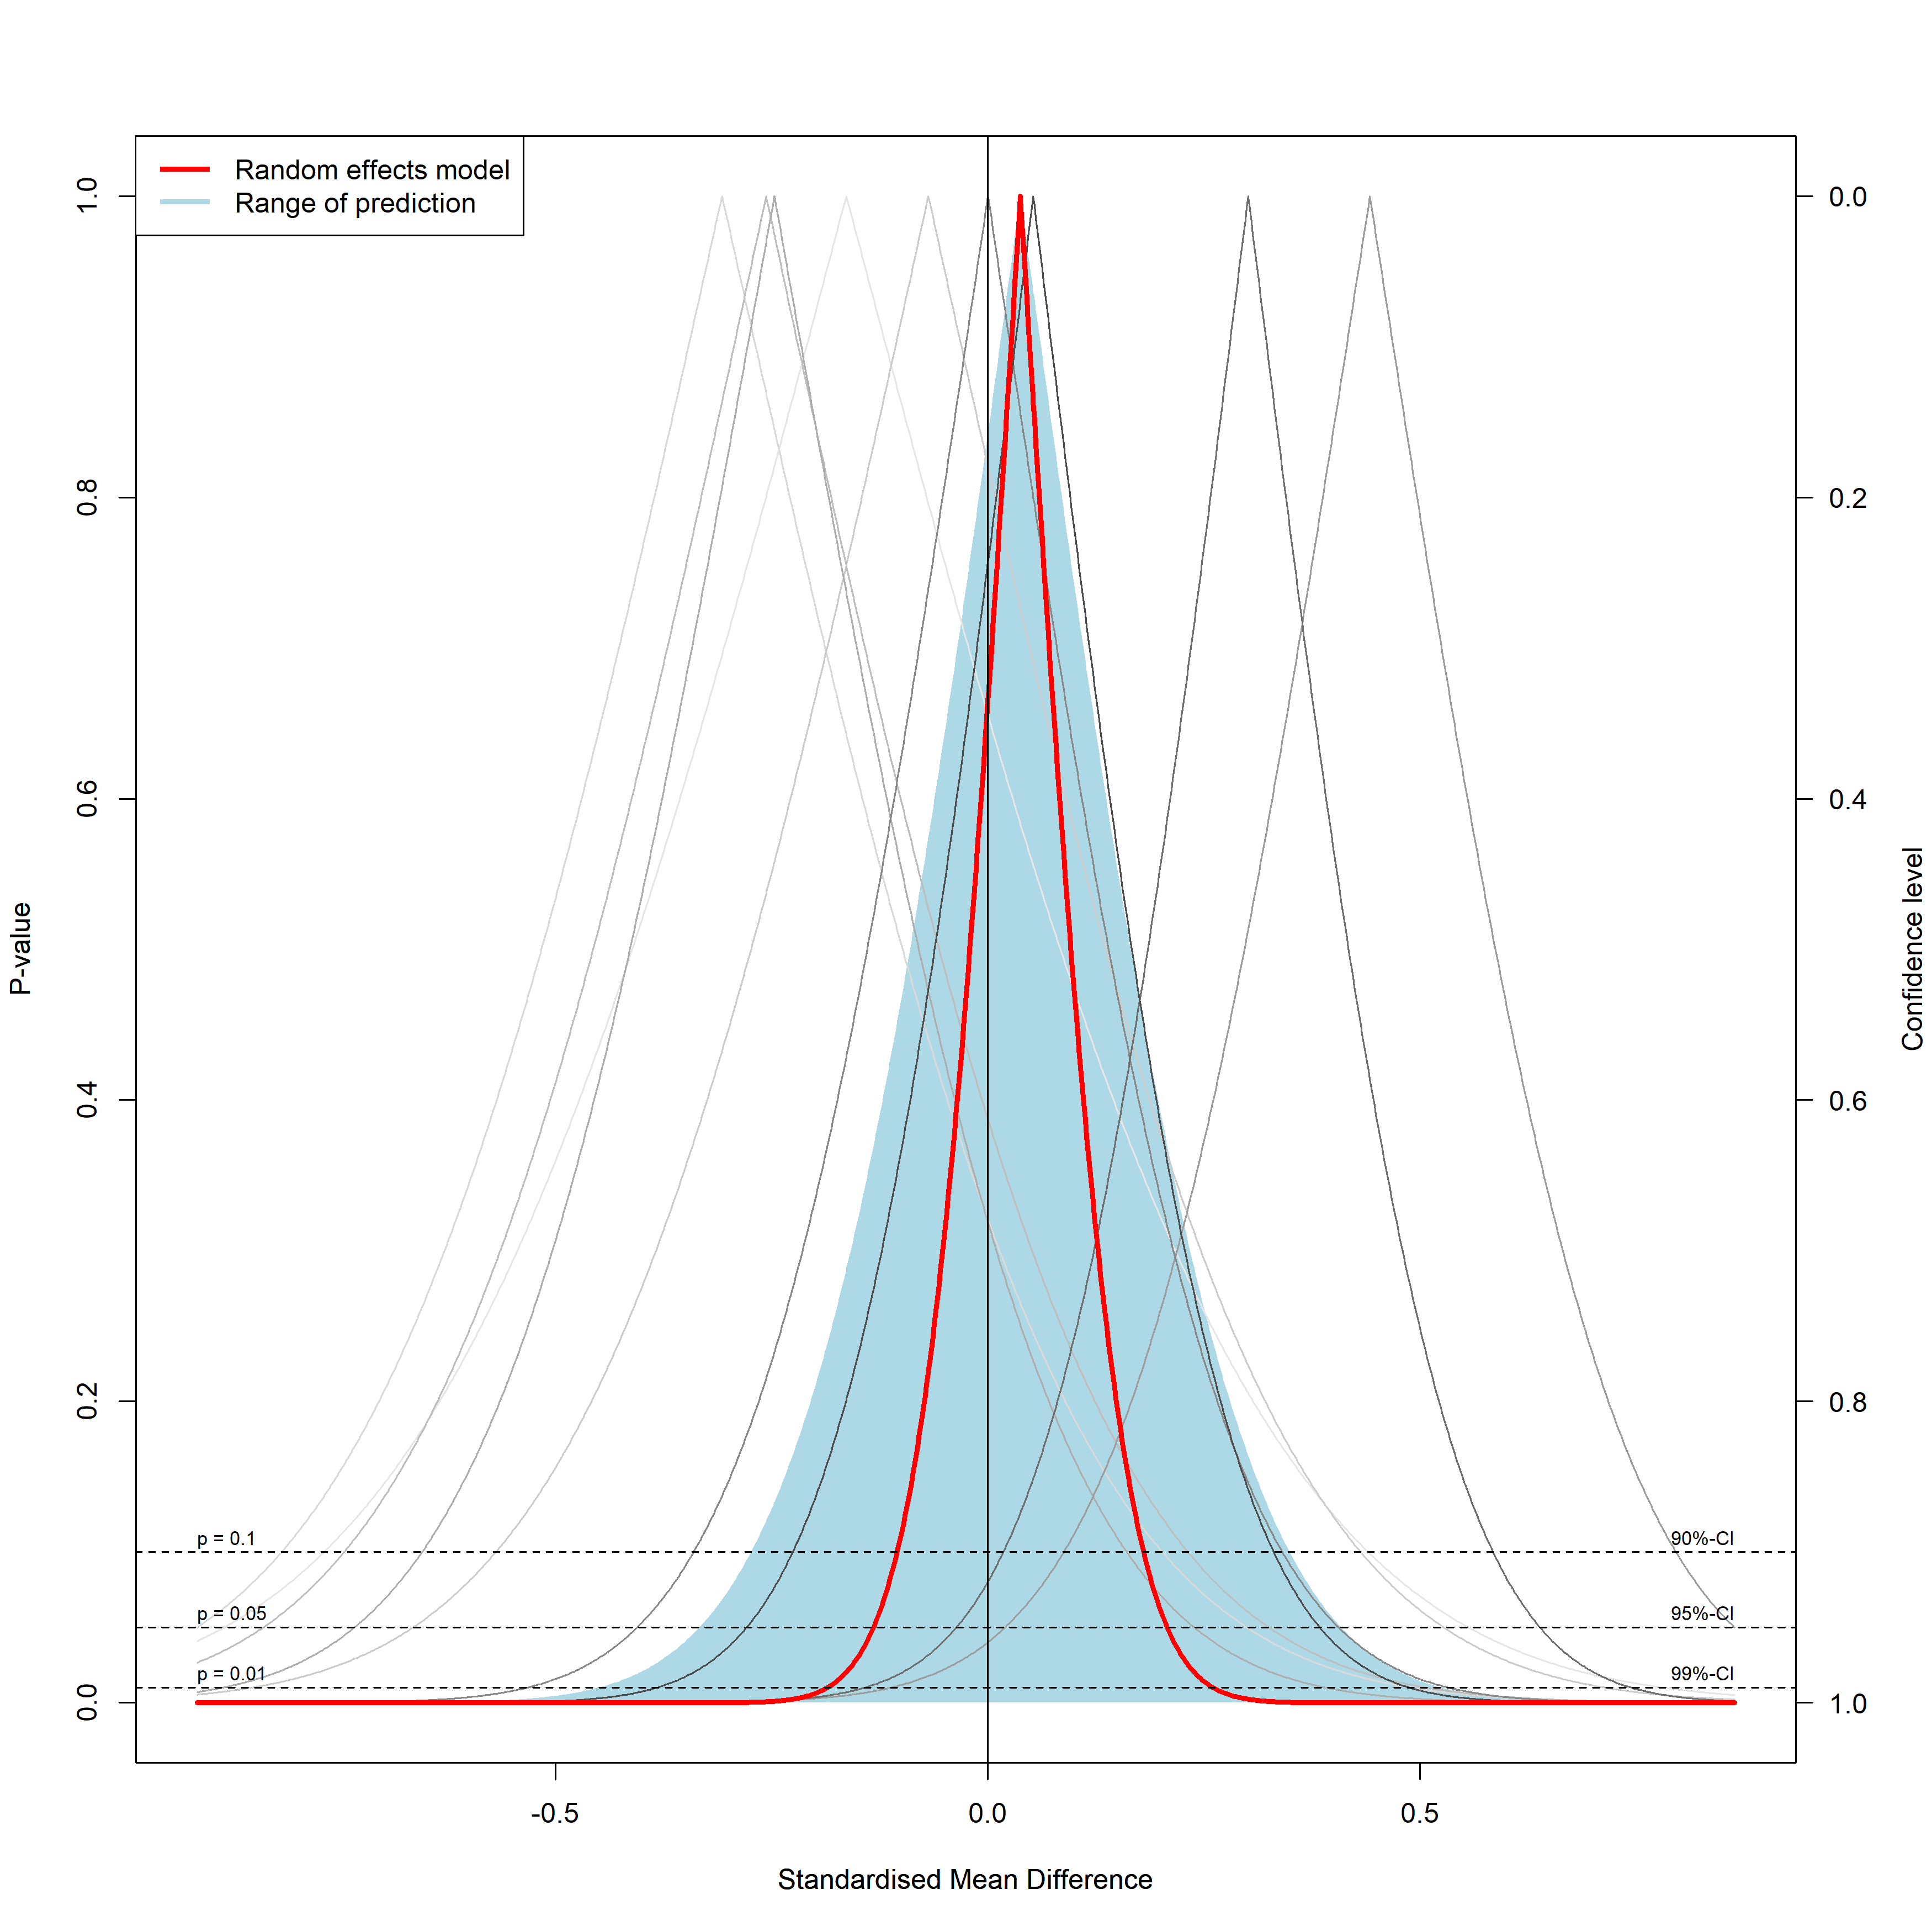 Random effects model
Range of prediction
1.0
0.8
0.6
0.4
0.2
0.0
P-value
0.0
0.2
0.4
0.6
0.8
1.0
Confidence level
p = 0.1
90%-CI
p = 0.05
95%-CI
p = 0.01
99%-CI
-0.5
0.0
0.5
Standardised Mean Difference